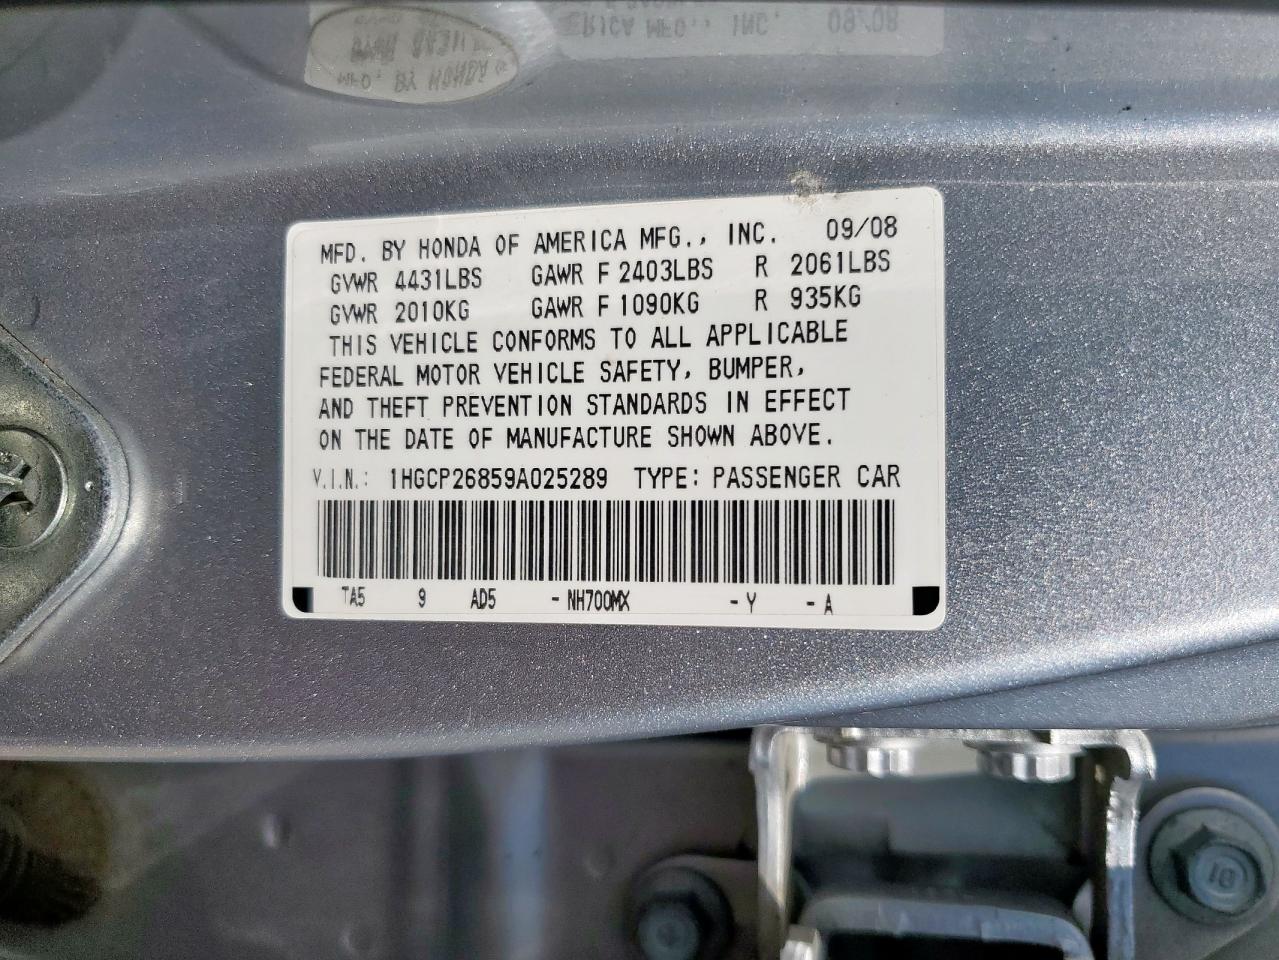 MFD. BY HONDA OF AMERICA MFG., INC. 09/08
GVWR 4431LBS GAWR F 2403LBS R 2061LBS
GVWR 2010KG GAWR F 1090KG R 935KG
THIS VEHICLE CONFORMS TO ALL APPLICABLE
FEDERAL MOTOR VEHICLE SAFETY, BUMPER,
AND THEFT PREVENTION STANDARDS IN EFFECT
ON THE DATE OF MANUFACTURE SHOWN ABOVE.
V.I.N.: 1HGCP26859A025289 TYPE: PASSENGER CAR
TA5 9 AD5 -NH700MX -Y -A